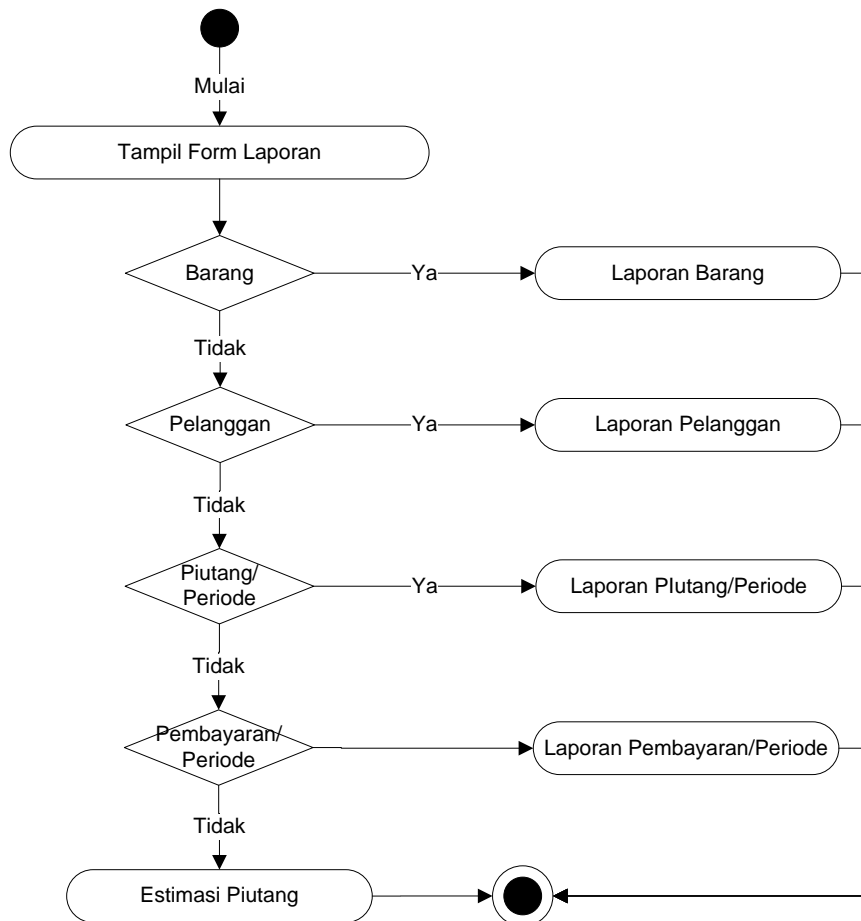 Mulai
Tampil Form Laporan
Barang
Ya
Laporan Barang
Tidak
Pelanggan
Ya
Laporan Pelanggan
Tidak
Piutang/
Periode
Ya
Laporan PIutang/Periode
Tidak
Pembayaran/
Periode
Laporan Pembayaran/Periode
Tidak
Estimasi Piutang